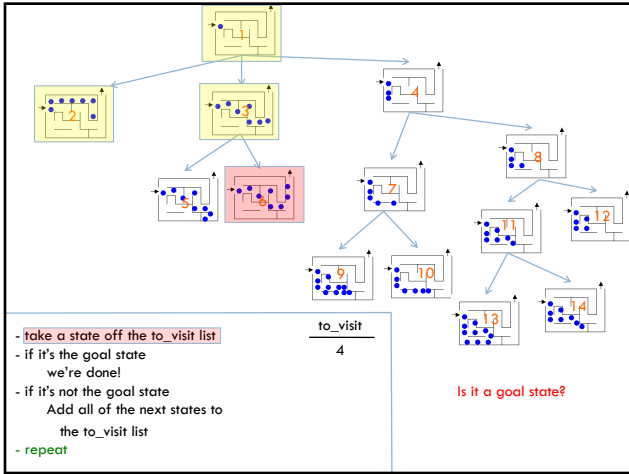 1
2
3
4
5
6
7
8
9
10
11
12
13
14
- take a state off the to_visit list
- if it's the goal state
we're done!
- if it's not the goal state
Add all of the next states to
the to_visit list
- repeat
to_visit
4
Is it a goal state?